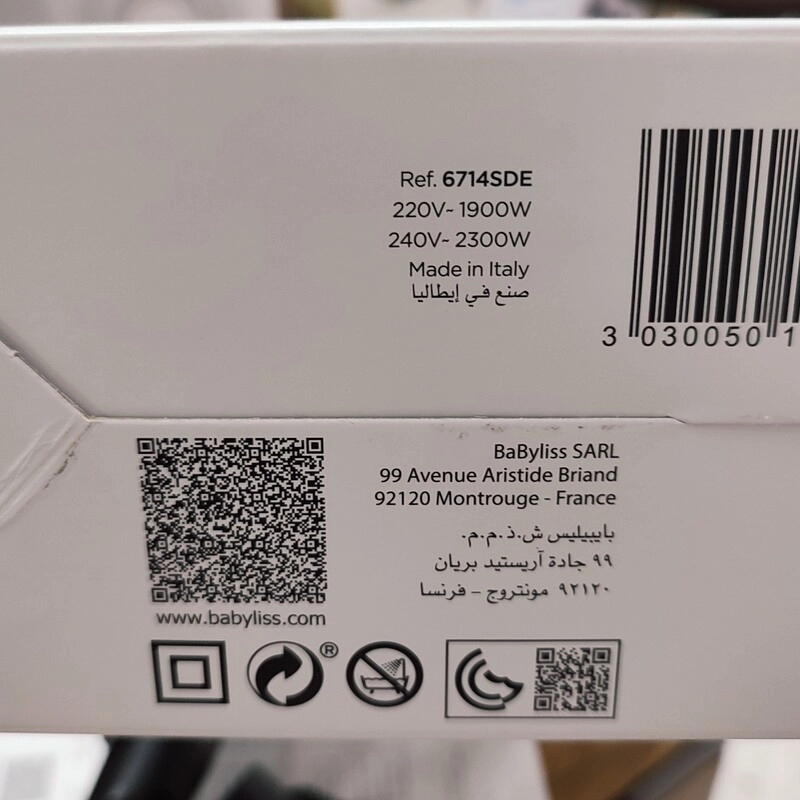 Ref. 6714SDE
220V~ 1900W
240V~ 2300W
Made in Italy
صنع في إيطاليا
3 030050 1
BaByliss SARL
99 Avenue Aristide Briand
92120 Montrouge - France
بايبيليس ش.ذ.م.م.
٩٩ جادة آريستيد بريان
٩٢١٢٠ مونتروج - فرنسا
www.babyliss.com
®